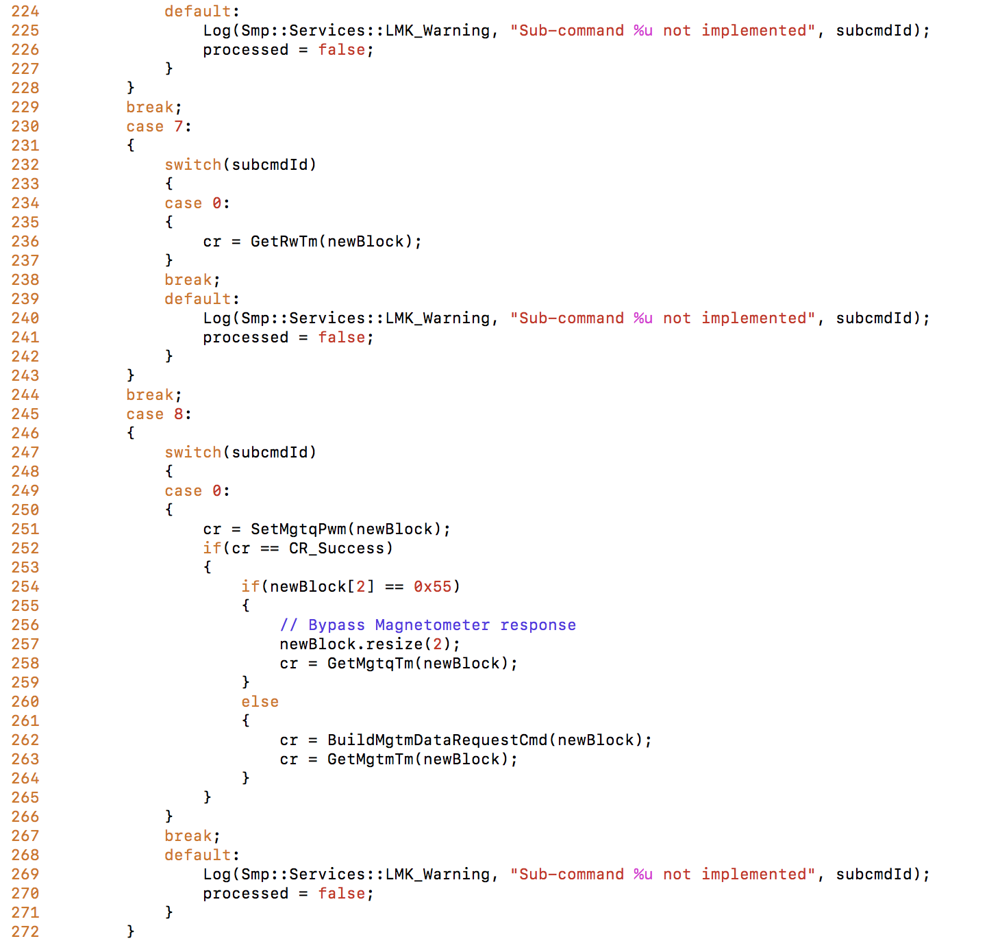 224             default:
225                 Log(Smp::Services::LMK_Warning, "Sub-command %u not implemented", subcmdId);
226                 processed = false;
227             }
228         }
229         break;
230         case 7:
231         {
232             switch(subcmdId)
233             {
234             case 0:
235             {
236                 cr = GetRwTm(newBlock);
237             }
238             break;
239             default:
240                 Log(Smp::Services::LMK_Warning, "Sub-command %u not implemented", subcmdId);
241                 processed = false;
242             }
243         }
244         break;
245         case 8:
246         {
247             switch(subcmdId)
248             {
249             case 0:
250             {
251                 cr = SetMgtqPwm(newBlock);
252                 if(cr == CR_Success)
253                 {
254                     if(newBlock[2] == 0x55)
255                     {
256                         // Bypass Magnetometer response
257                         newBlock.resize(2);
258                         cr = GetMgtqTm(newBlock);
259                     }
260                     else
261                     {
262                         cr = BuildMgtmDataRequestCmd(newBlock);
263                         cr = GetMgtmTm(newBlock);
264                     }
265                 }
266             }
267             break;
268             default:
269                 Log(Smp::Services::LMK_Warning, "Sub-command %u not implemented", subcmdId);
270                 processed = false;
271             }
272         }